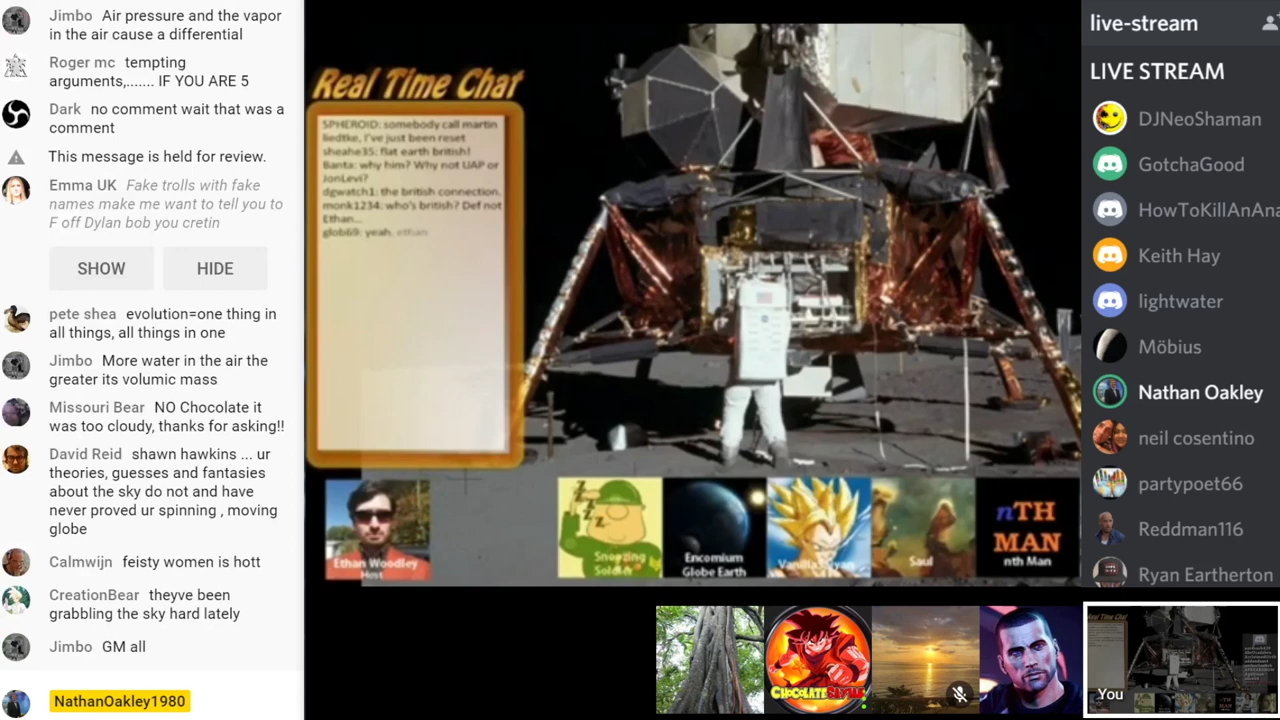 Jimbo Air pressure and the vapor
in the air cause a differential
Roger mc tempting
arguments,....... IF YOU ARE 5
Dark no comment wait that was a
comment
This message is held for review.
Emma UK Fake trolls with fake
names make me want to tell you to
F off Dylan bob you cretin
SHOW
HIDE
pete shea evolution=one thing in
all things, all things in one
Jimbo More water in the air the
greater its volumic mass
Missouri Bear NO Chocolate it
was too cloudy, thanks for asking!!
David Reid shawn hawkins ... ur
theories, guesses and fantasies
about the sky do not and have
never proved ur spinning , moving
globe
Calmwijn feisty women is hott
CreationBear theyve been
grabbling the sky hard lately
Jimbo GM all
NathanOakley1980
Real Time Chat
SPHEROID: somebody call martin
liedtke, I've just been reset
sheahe35: flat earth british!
Banta: why him? Why not UAP or
JonLevi?
dgwatch1: the british connection.
monk1234: who's british? Def not
Ethan...
glob69: yeah, ethan
Ethan Woodley
Host
Snoozing
Soldier
Encomium
Globe Earth
Saul
nTH
MAN
nth Man
CHOCOLATE
You
live-stream
LIVE STREAM
DJNeoShaman
GotchaGood
HowToKillAnAna
Keith Hay
lightwater
Möbius
Nathan Oakley
neil cosentino
partypoet66
Reddman116
Ryan Eartherton